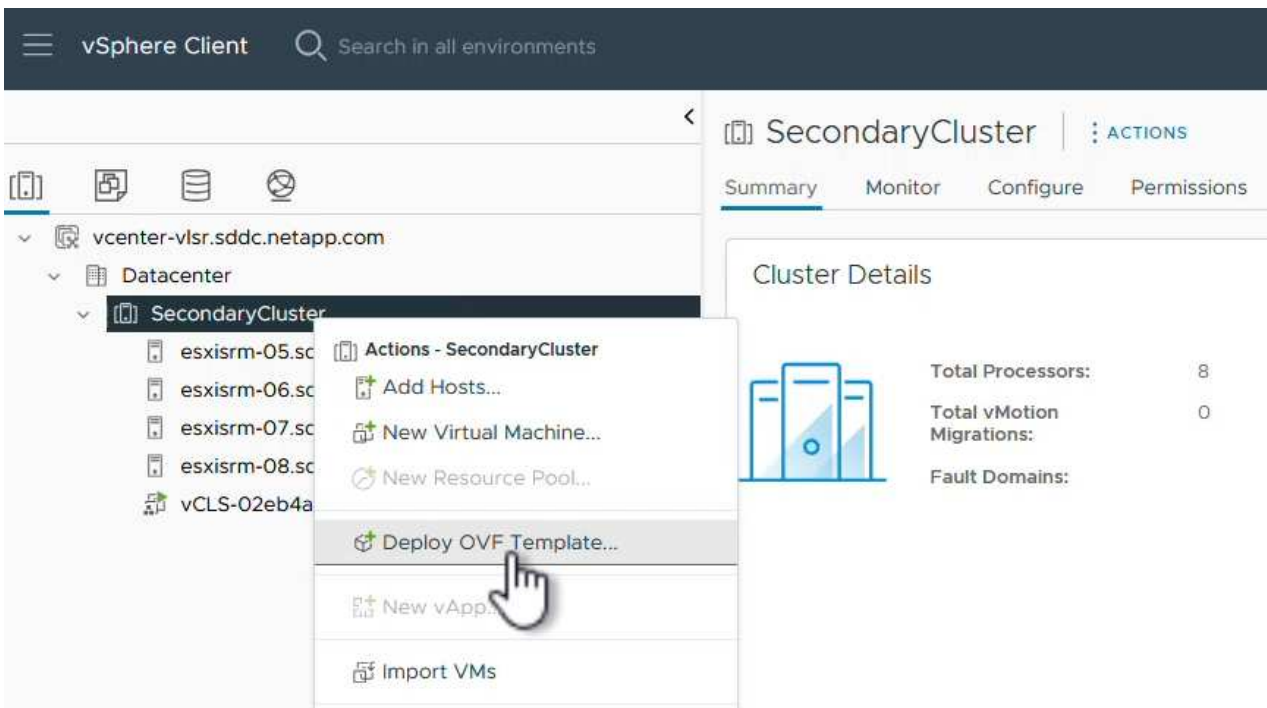 vSphere Client
Search in all environments
SecondaryCluster
ACTIONS
Summary Monitor Configure Permissions
vcenter-vlsr.sddc.netapp.com
Datacenter
SecondaryCluster
esxisrm-05.sc
esxisrm-06.sc
esxisrm-07.sc
esxisrm-08.sc
vCLS-02eb4a
Actions - SecondaryCluster
Add Hosts...
New Virtual Machine...
New Resource Pool...
Deploy OVF Template...
New vApp...
Import VMs
Cluster Details
Total Processors: 8
Total vMotion 0
Migrations:
Fault Domains: